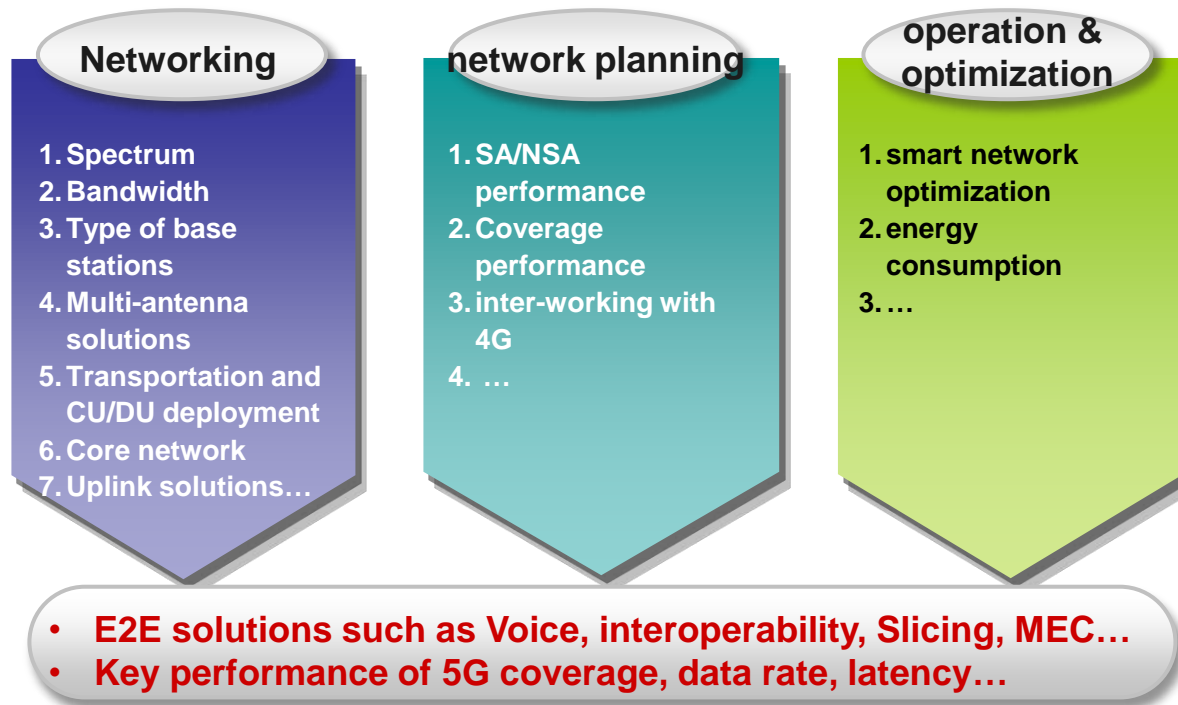 Networking
1. Spectrum
2. Bandwidth
3. Type of base
stations
4. Multi-antenna
solutions
5. Transportation and
CU/DU deployment
6. Core network
7. Uplink solutions…
network planning
1. SA/NSA
performance
2. Coverage
performance
3. inter-working with
4G
4. …
operation &
optimization
1. smart network
optimization
2. energy
consumption
3. …
• E2E solutions such as Voice, interoperability, Slicing, MEC…
• Key performance of 5G coverage, data rate, latency…